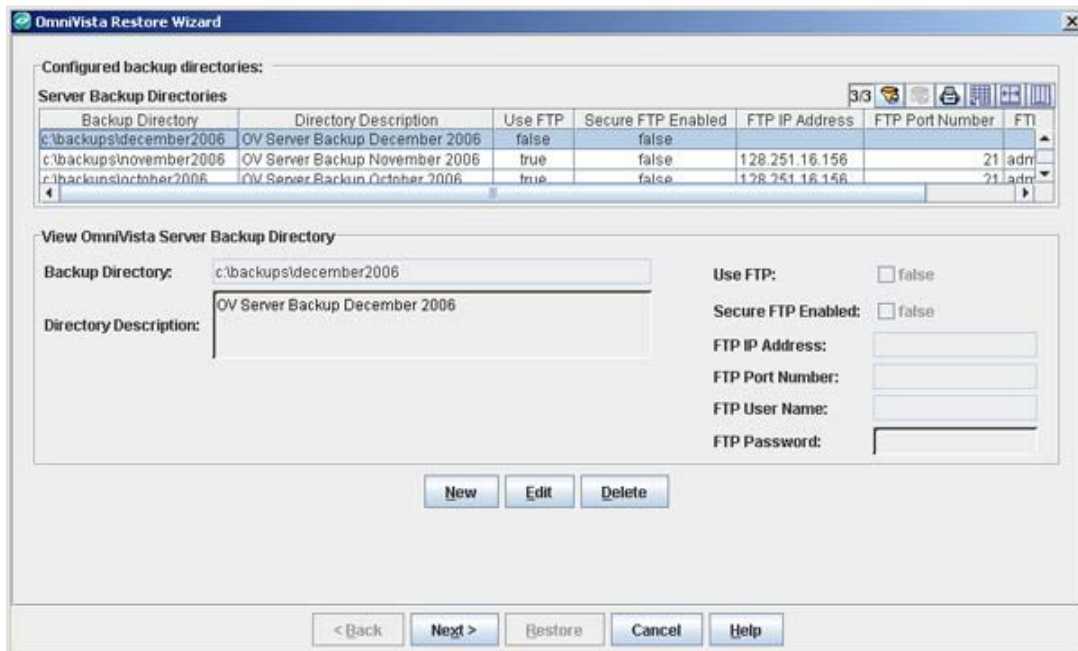 OmniVista Restore Wizard
Configured backup directories:
Server Backup Directories 3/3
Backup Directory Directory Description Use FTP Secure FTP Enabled FTP IP Address FTP Port Number FTI
c:\backups\december2006 OV Server Backup December 2006 false false
c:\backups\november2006 OV Server Backup November 2006 true false 128.251.16.156 21 adm
c:\backups\october2006 OV Server Backup October 2006 true false 128.251.16.156 21 adm
View OmniVista Server Backup Directory
Backup Directory: c:\backups\december2006 Use FTP: false
Directory Description: OV Server Backup December 2006 Secure FTP Enabled: false
FTP IP Address:
FTP Port Number:
FTP User Name:
FTP Password:
New Edit Delete
< Back Next > Restore Cancel Help